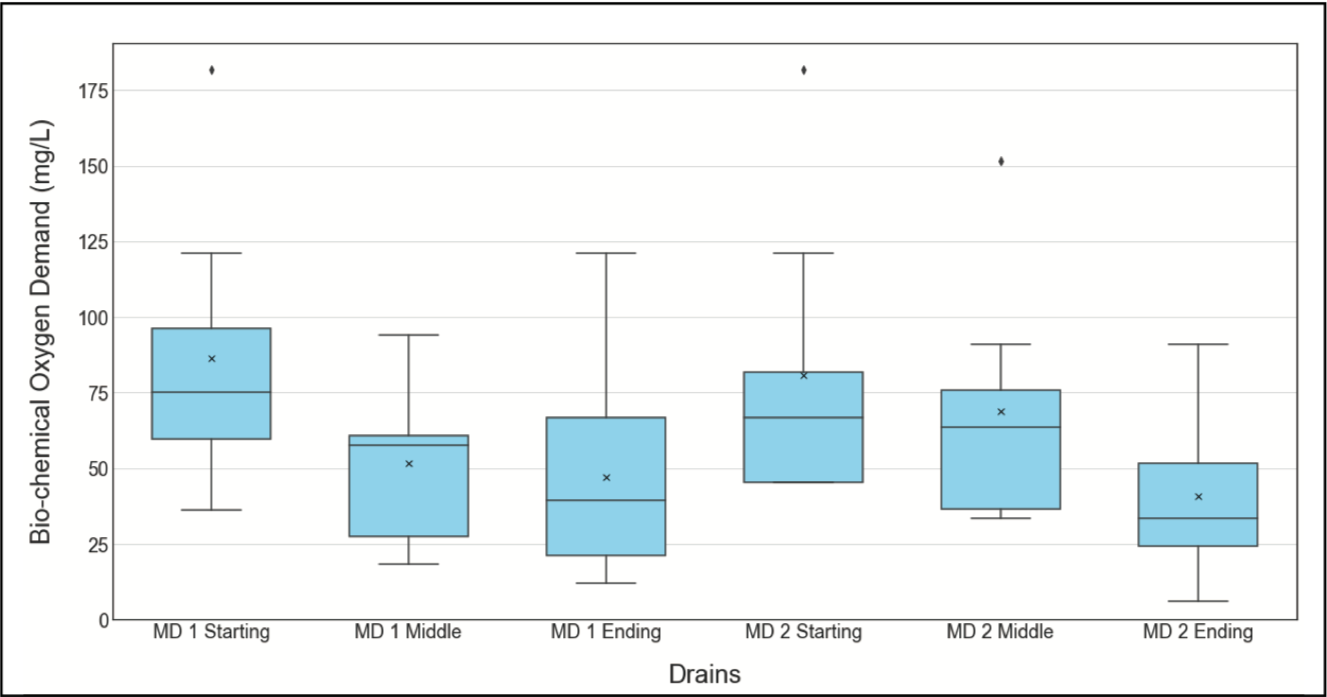 Bio-chemical Oxygen Demand (mg/L)
175
150
125
100
75
50
25
0
MD 1 Starting MD 1 Middle MD 1 Ending MD 2 Starting MD 2 Middle MD 2 Ending
Drains